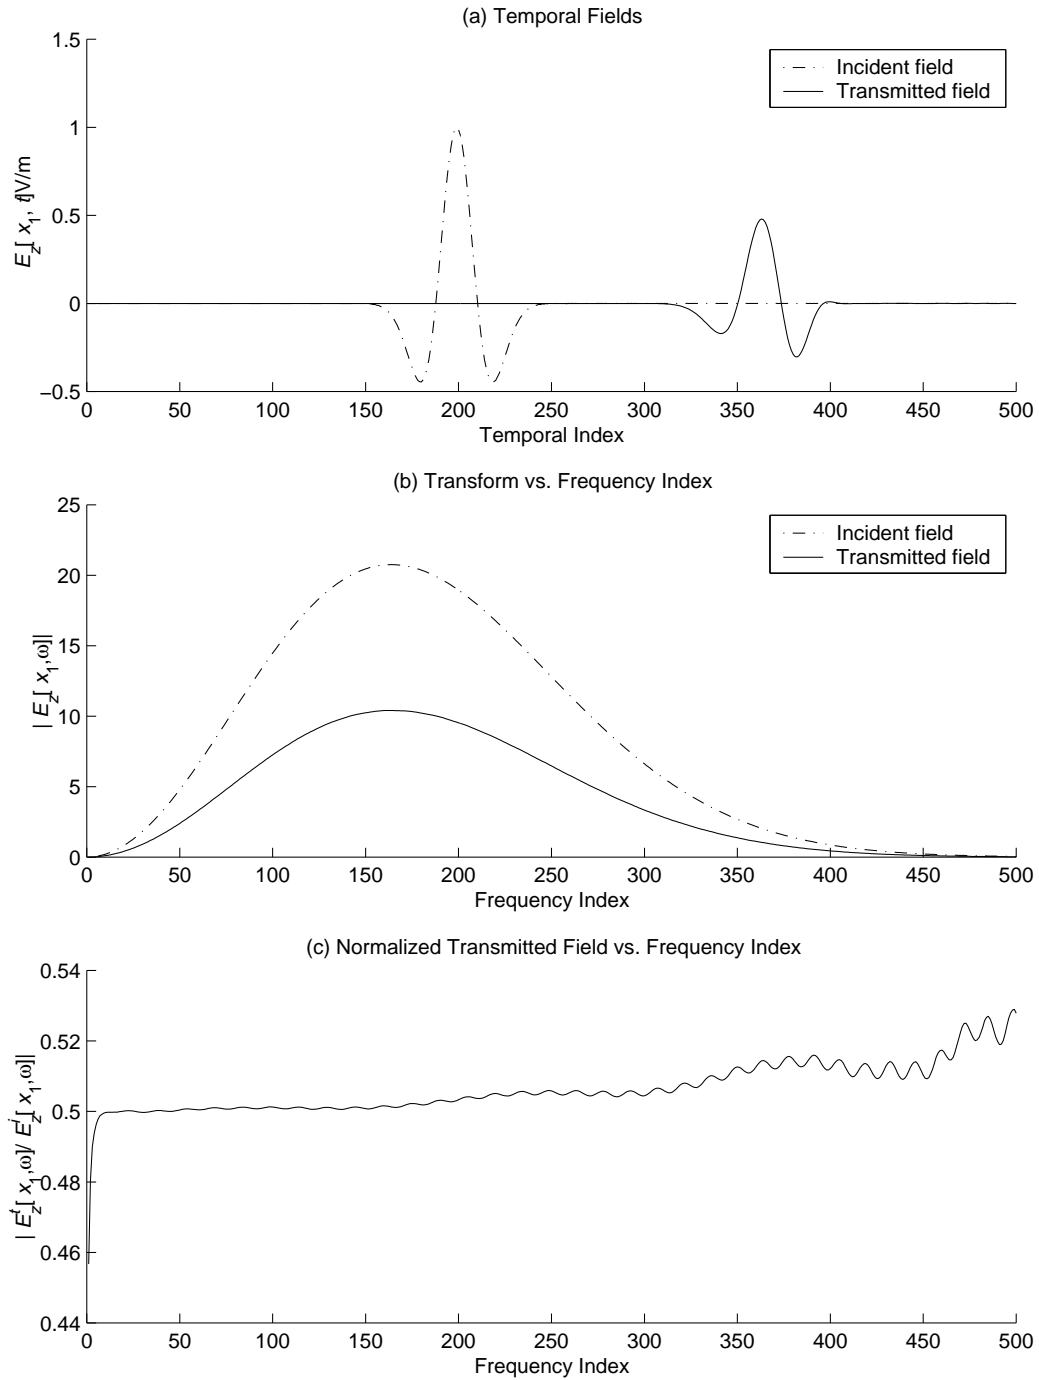 (a) Temporal Fields
1.5
1
0.5
0
−0.5
E_z[ x_1, t] V/m
Incident field
Transmitted field
0 50 100 150 200 250 300 350 400 450 500
Temporal Index
(b) Transform vs. Frequency Index
25
20
15
10
5
0
| E_z[ x_1,ω]|
Incident field
Transmitted field
0 50 100 150 200 250 300 350 400 450 500
Frequency Index
(c) Normalized Transmitted Field vs. Frequency Index
0.54
0.52
0.5
0.48
0.46
0.44
| E_z^t[ x_1,ω]/ E_z^i[ x_1,ω]|
0 50 100 150 200 250 300 350 400 450 500
Frequency Index